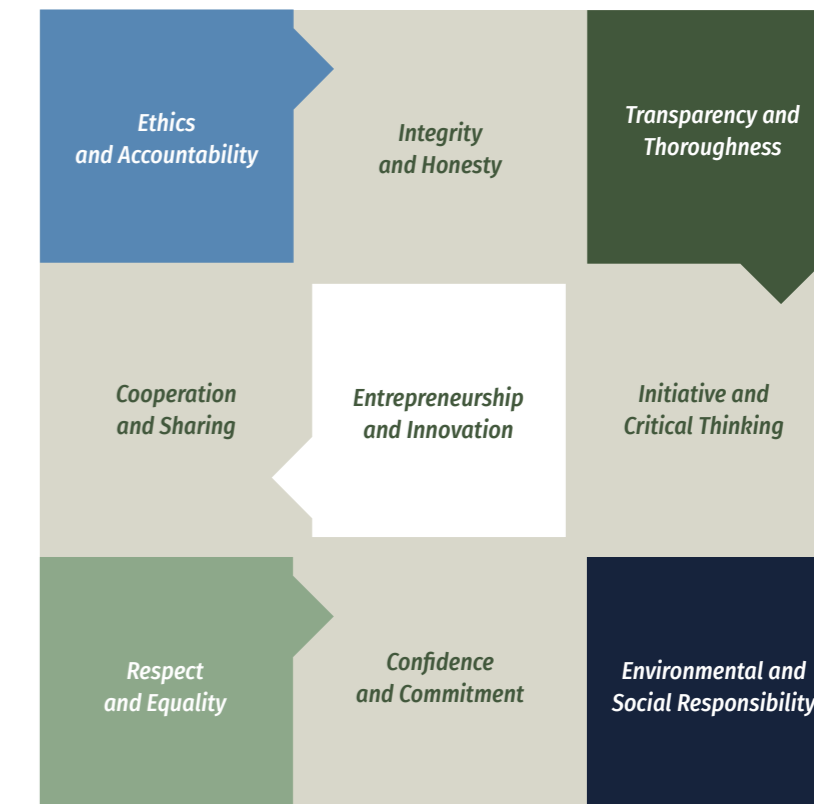 Ethics
and Accountability
Integrity
and Honesty
Transparency and
Thoroughness
Cooperation
and Sharing
Entrepreneurship
and Innovation
Initiative and
Critical Thinking
Respect
and Equality
Confidence
and Commitment
Environmental and
Social Responsibility